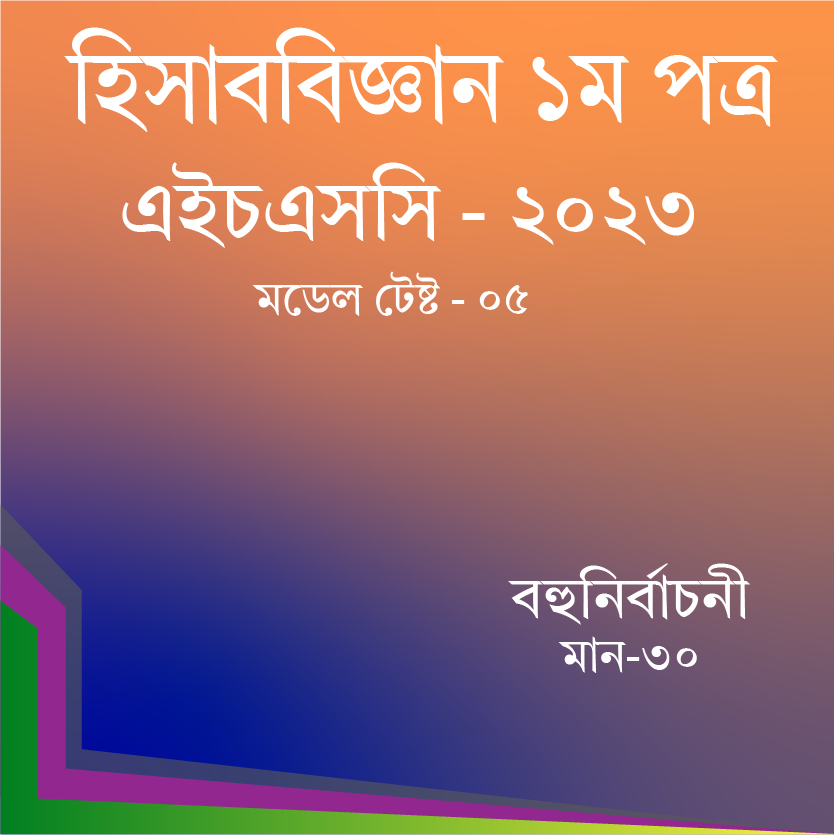 হিসাববিজ্ঞান ১ম পত্র
এইচএসসি - ২০২৩
মডেল টেষ্ট - ০৫
বহুনির্বাচনী
মান-৩০